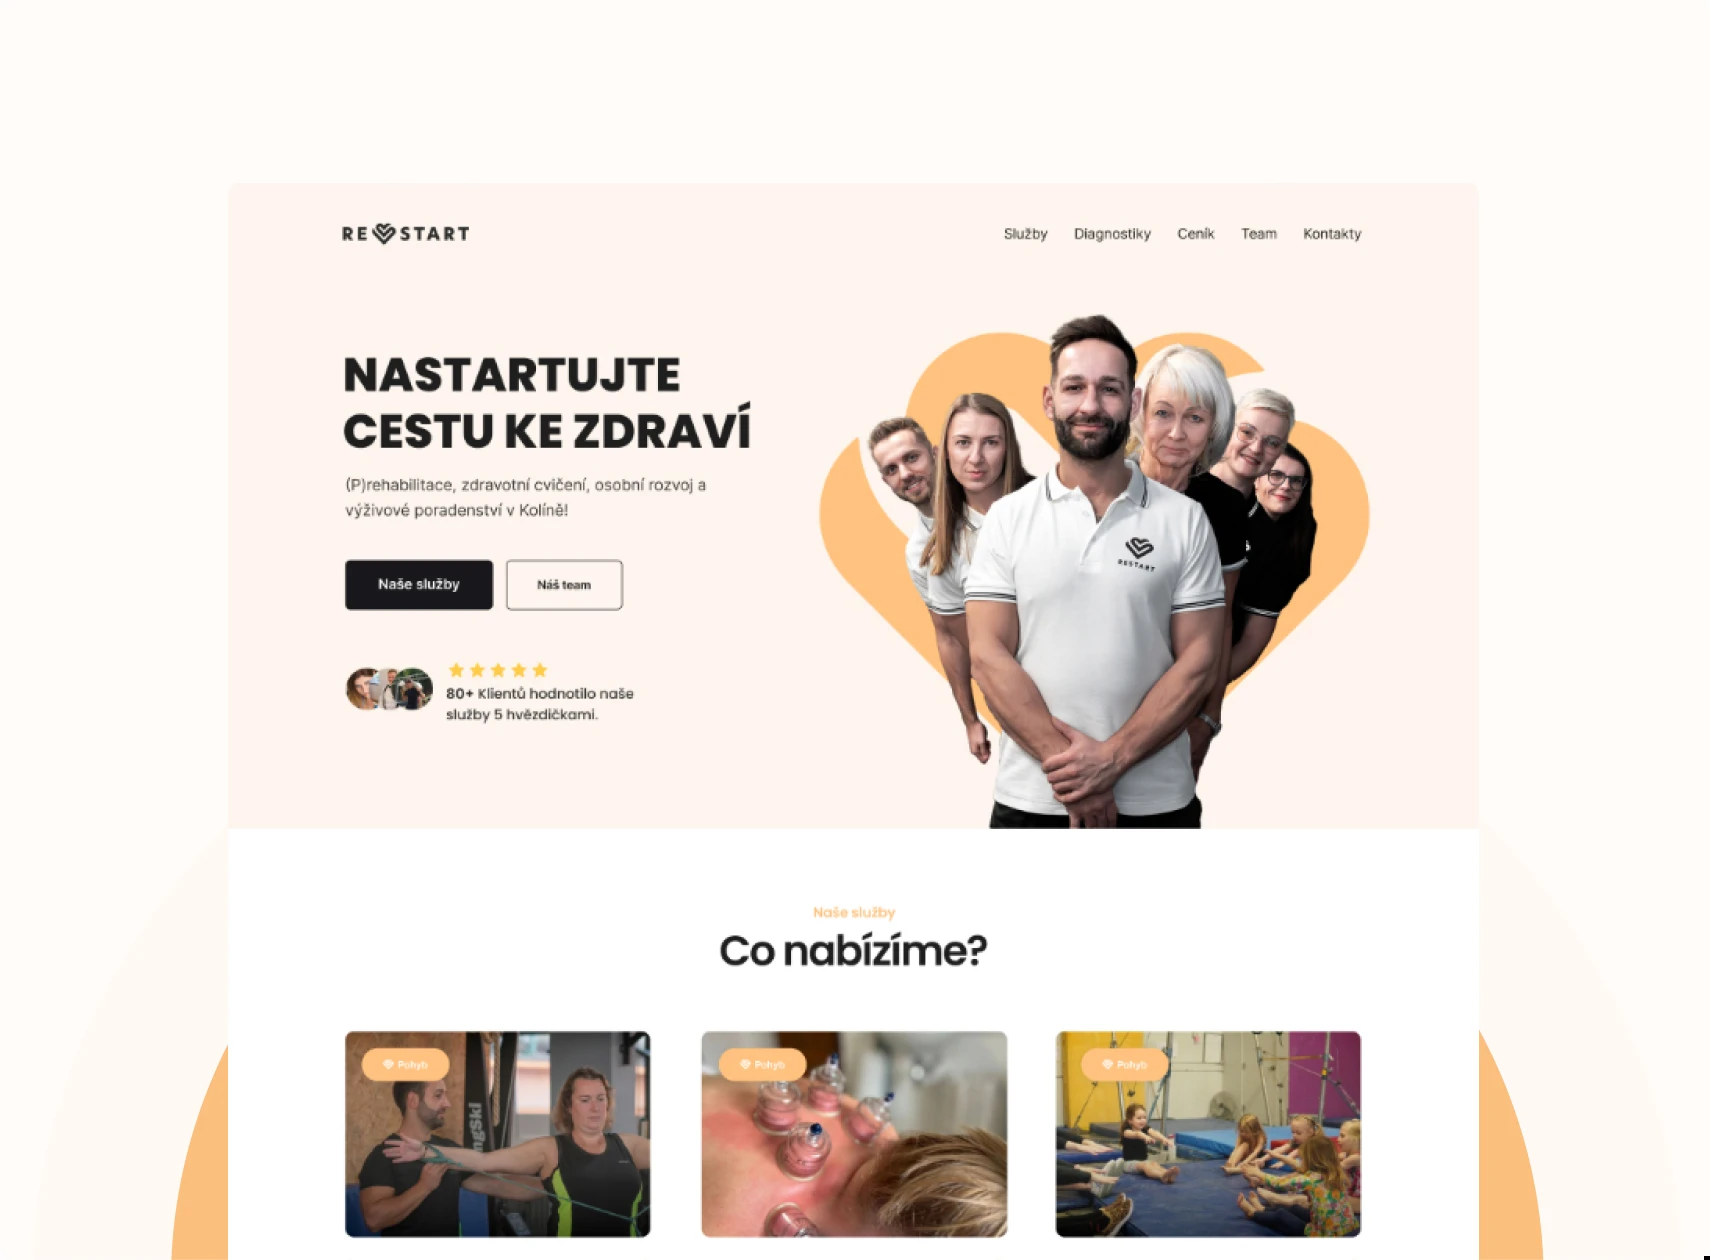 RE START
Služby Diagnostiky Ceník Team Kontakty
NASTARTUJTE
CESTU KE ZDRAVÍ
(P)rehabilitace, zdravotní cvičení, osobní rozvoj a
výživové poradenství v Kolíně!
Naše služby Náš team
80+ Klientů hodnotilo naše
služby 5 hvězdičkami.
RESTART
Naše služby
Co nabízíme?
Pohyb
Pohyb
Pohyb